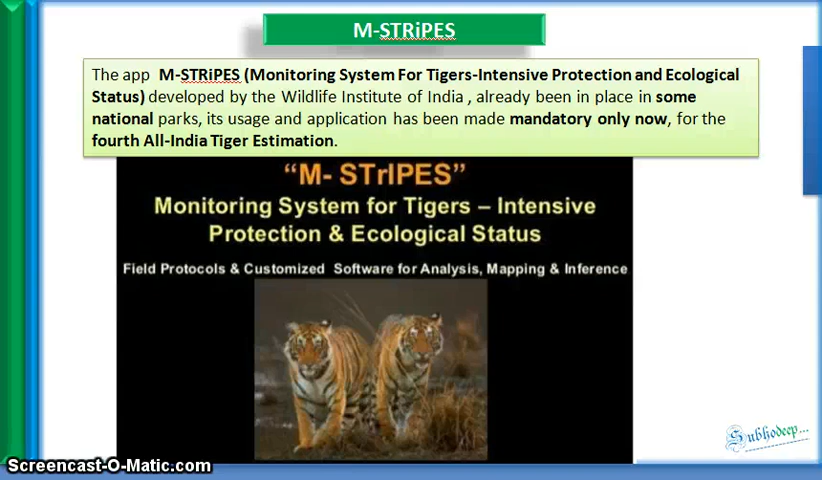 M-STRiPES
The app M-STRiPES (Monitoring System For Tigers-Intensive Protection and Ecological
Status) developed by the Wildlife Institute of India , already been in place in some
national parks, its usage and application has been made mandatory only now, for the
fourth All-India Tiger Estimation.
“M- STrIPES”
Monitoring System for Tigers – Intensive
Protection & Ecological Status
Field Protocols & Customized Software for Analysis, Mapping & Inference
Subhodeep...
Screencast-O-Matic.com